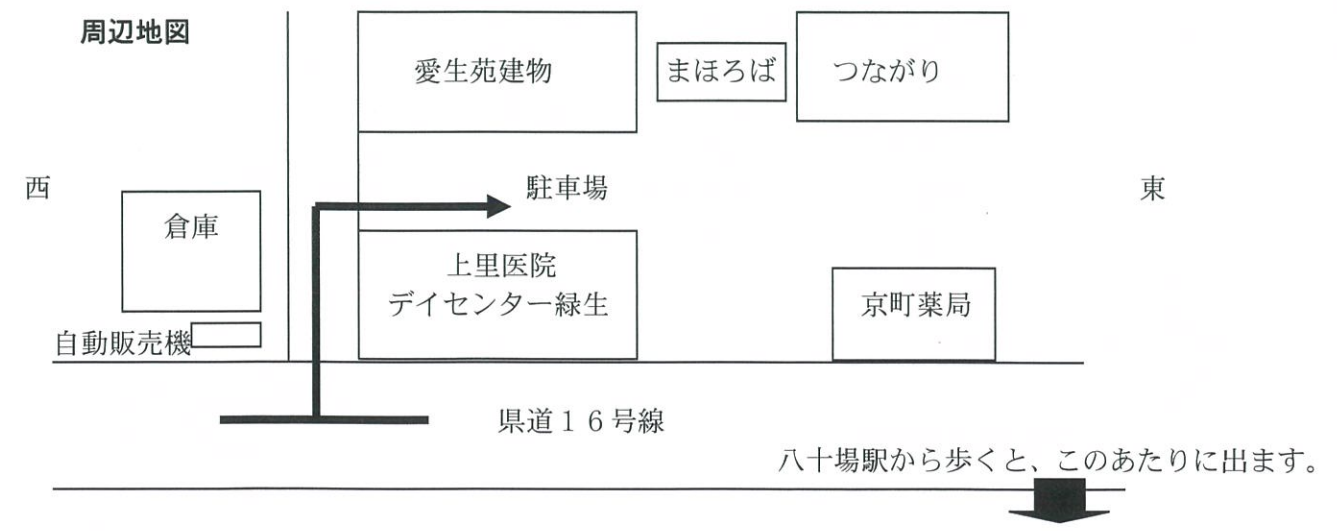 周辺地図
愛生苑建物
まほろば
つながり
西
駐車場
東
倉庫
上里医院
デイセンター緑生
京町薬局
自動販売機
県道１６号線
八十場駅から歩くと、このあたりに出ます。